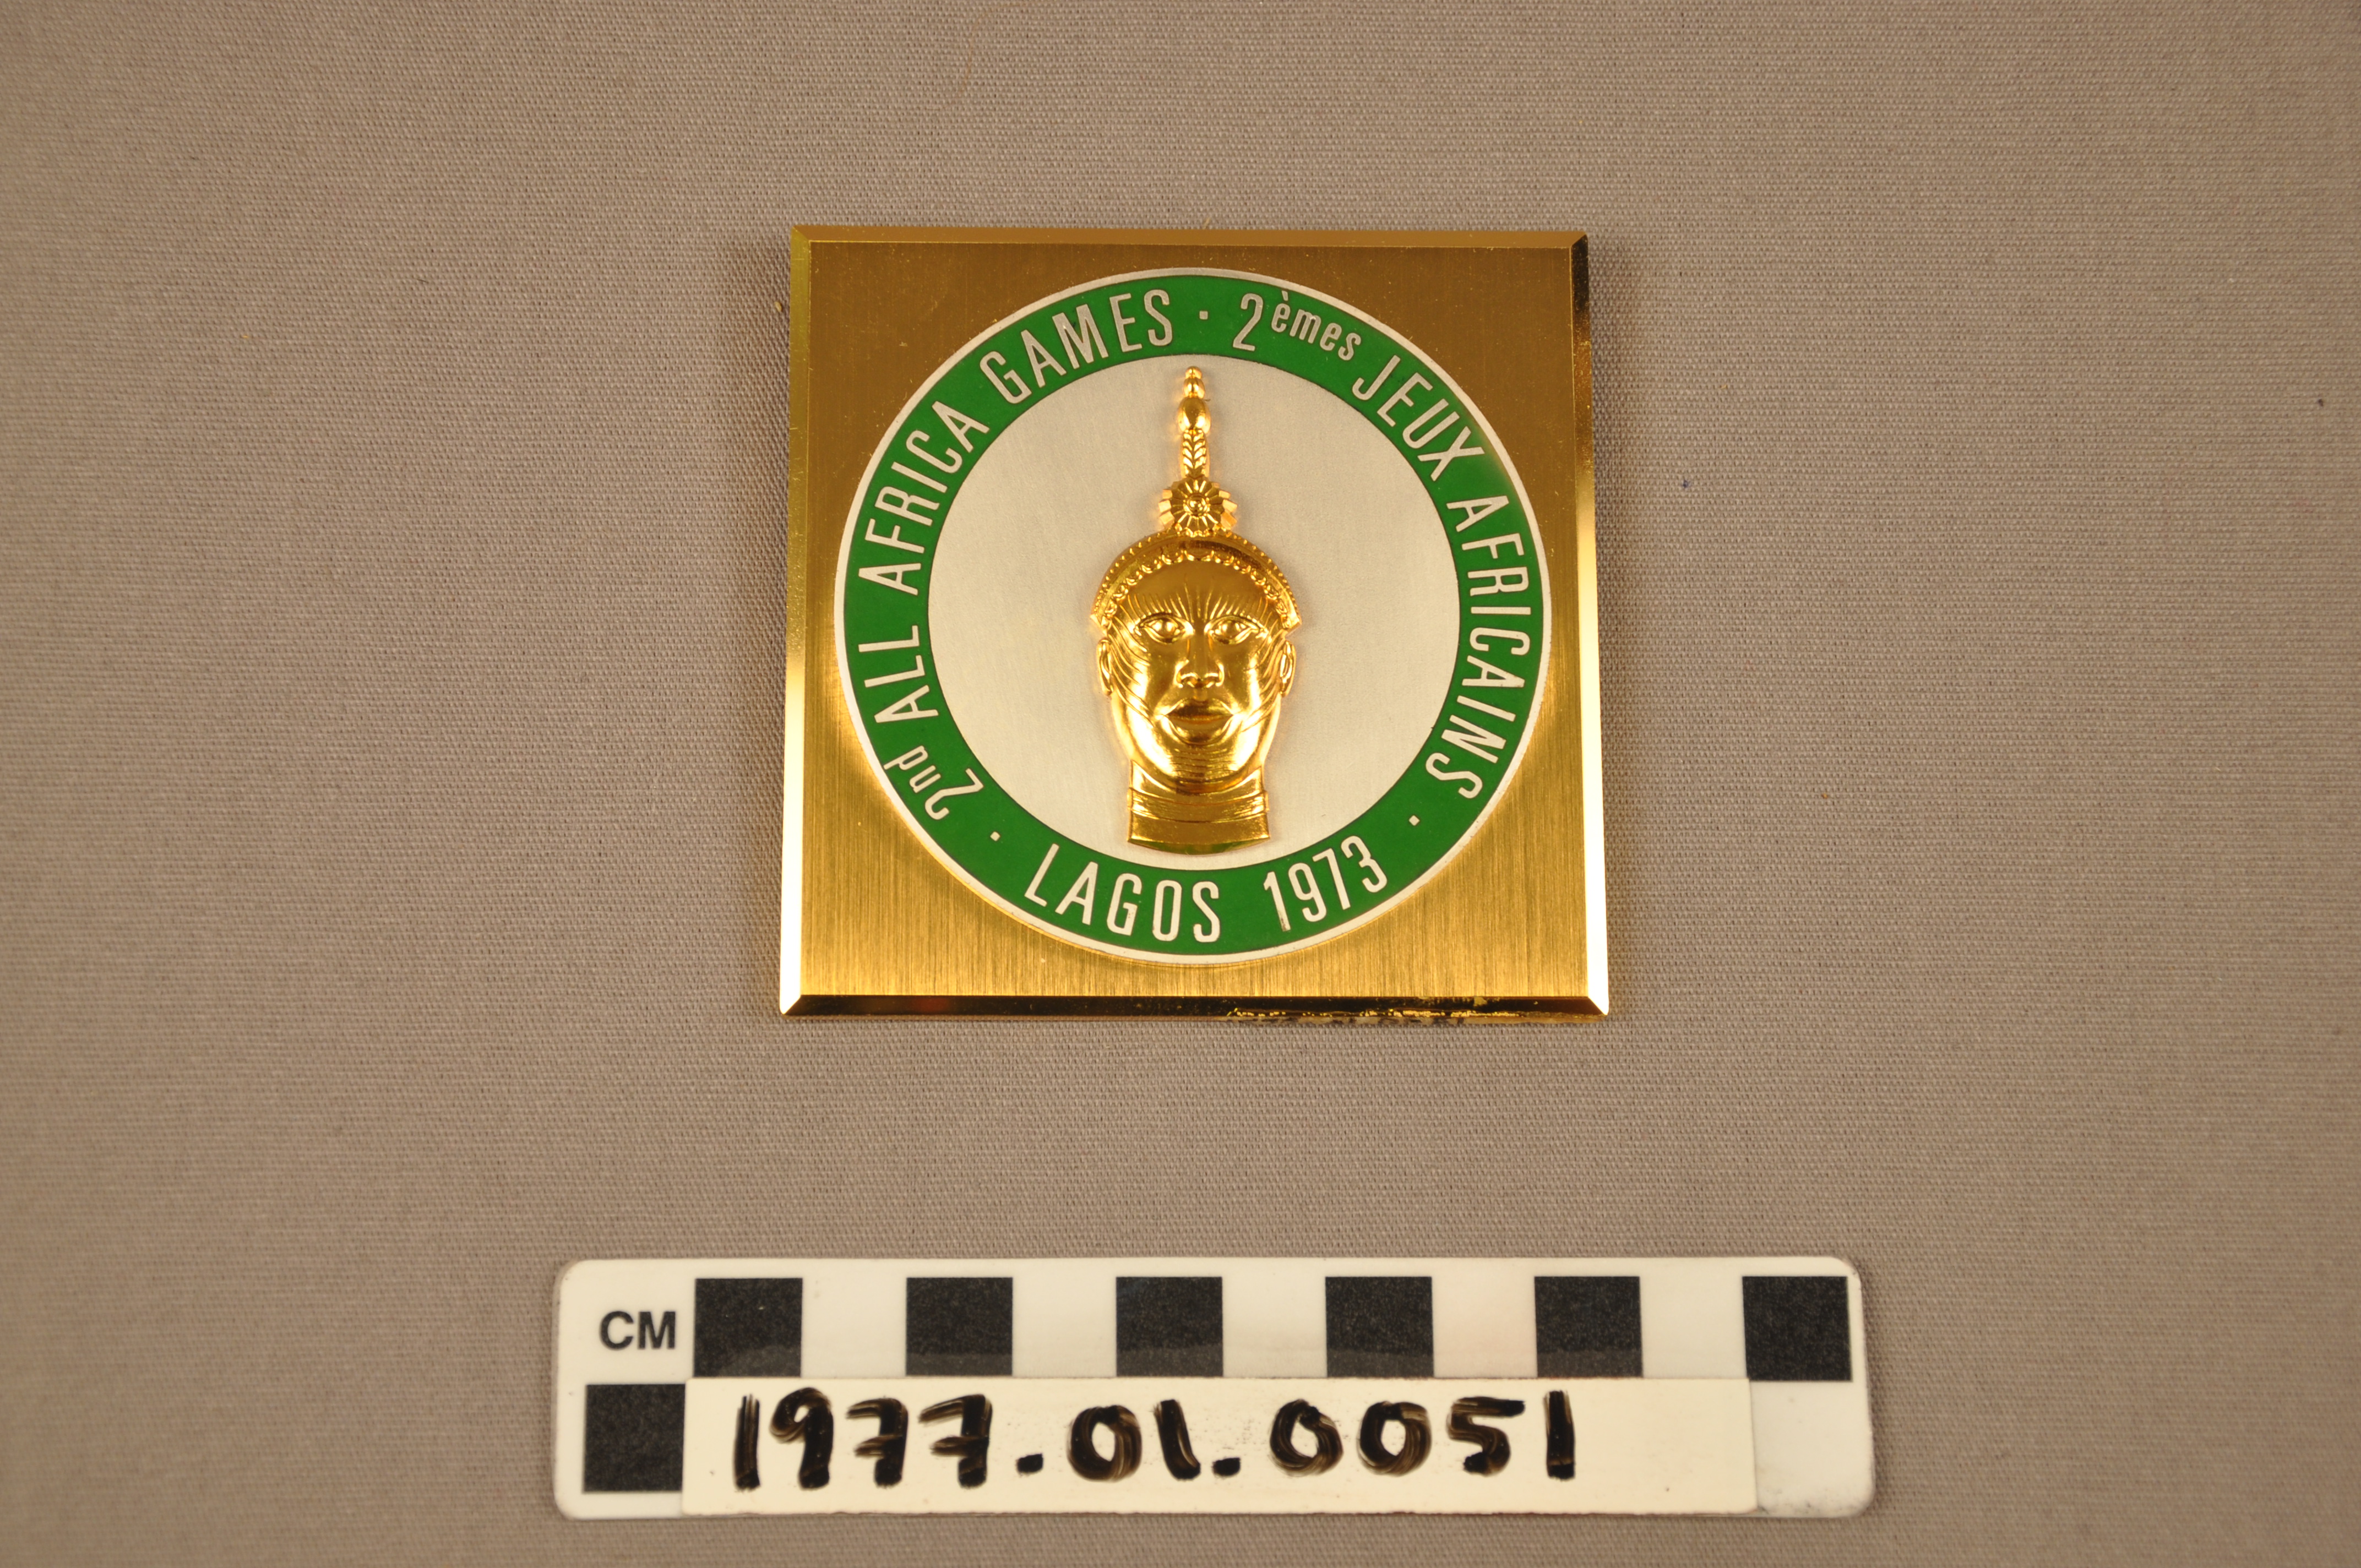 2nd ALL AFRICA GAMES · 2èmes JEUX AFRICAINS ·
LAGOS 1973 ·
CM
1977.01.0051